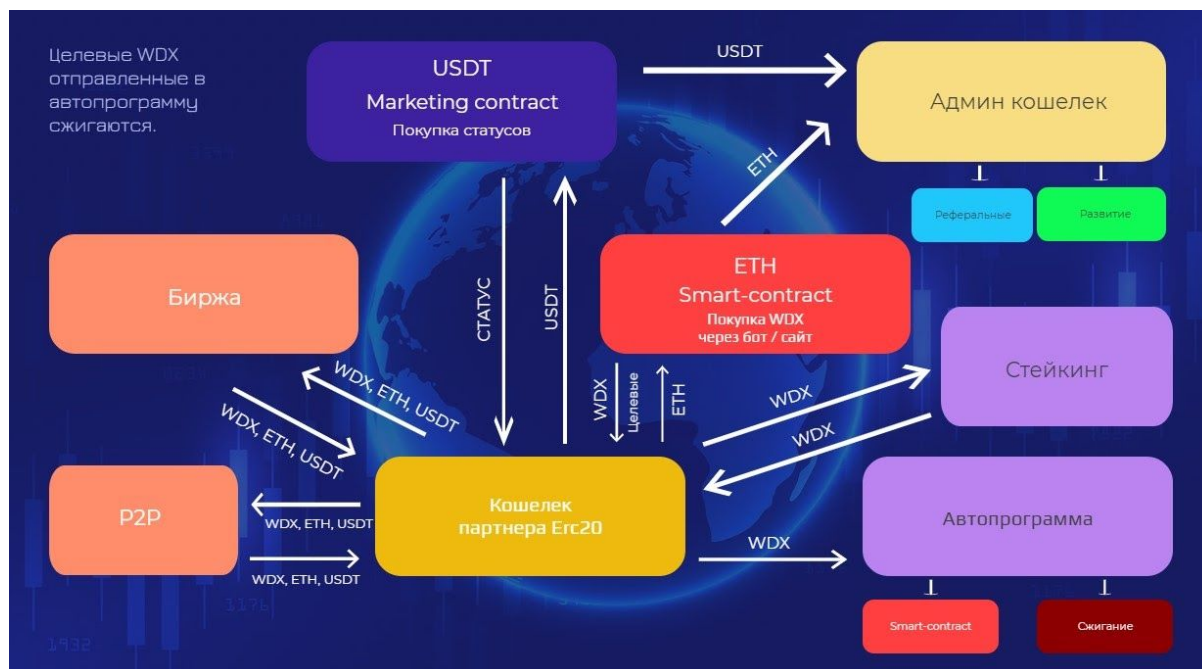 Целевые WDX
отправленные в
автопрограмму
сжигаются.
USDT
Marketing contract
Покупка статусов
USDT
Админ кошелек
ETH
Реферальные
Развитие
Биржа
ETH
Smart-contract
Покупка WDX
через бот / сайт
СТАТУС
USDT
Стейкинг
WDX, ETH, USDT
WDX, ETH, USDT
WDX
Целевые
ETH
WDX
WDX
P2P
WDX, ETH, USDT
WDX, ETH, USDT
Кошелек
партнера Erc20
WDX
Автопрограмма
Smart-contract
Сжигание
1176
1932